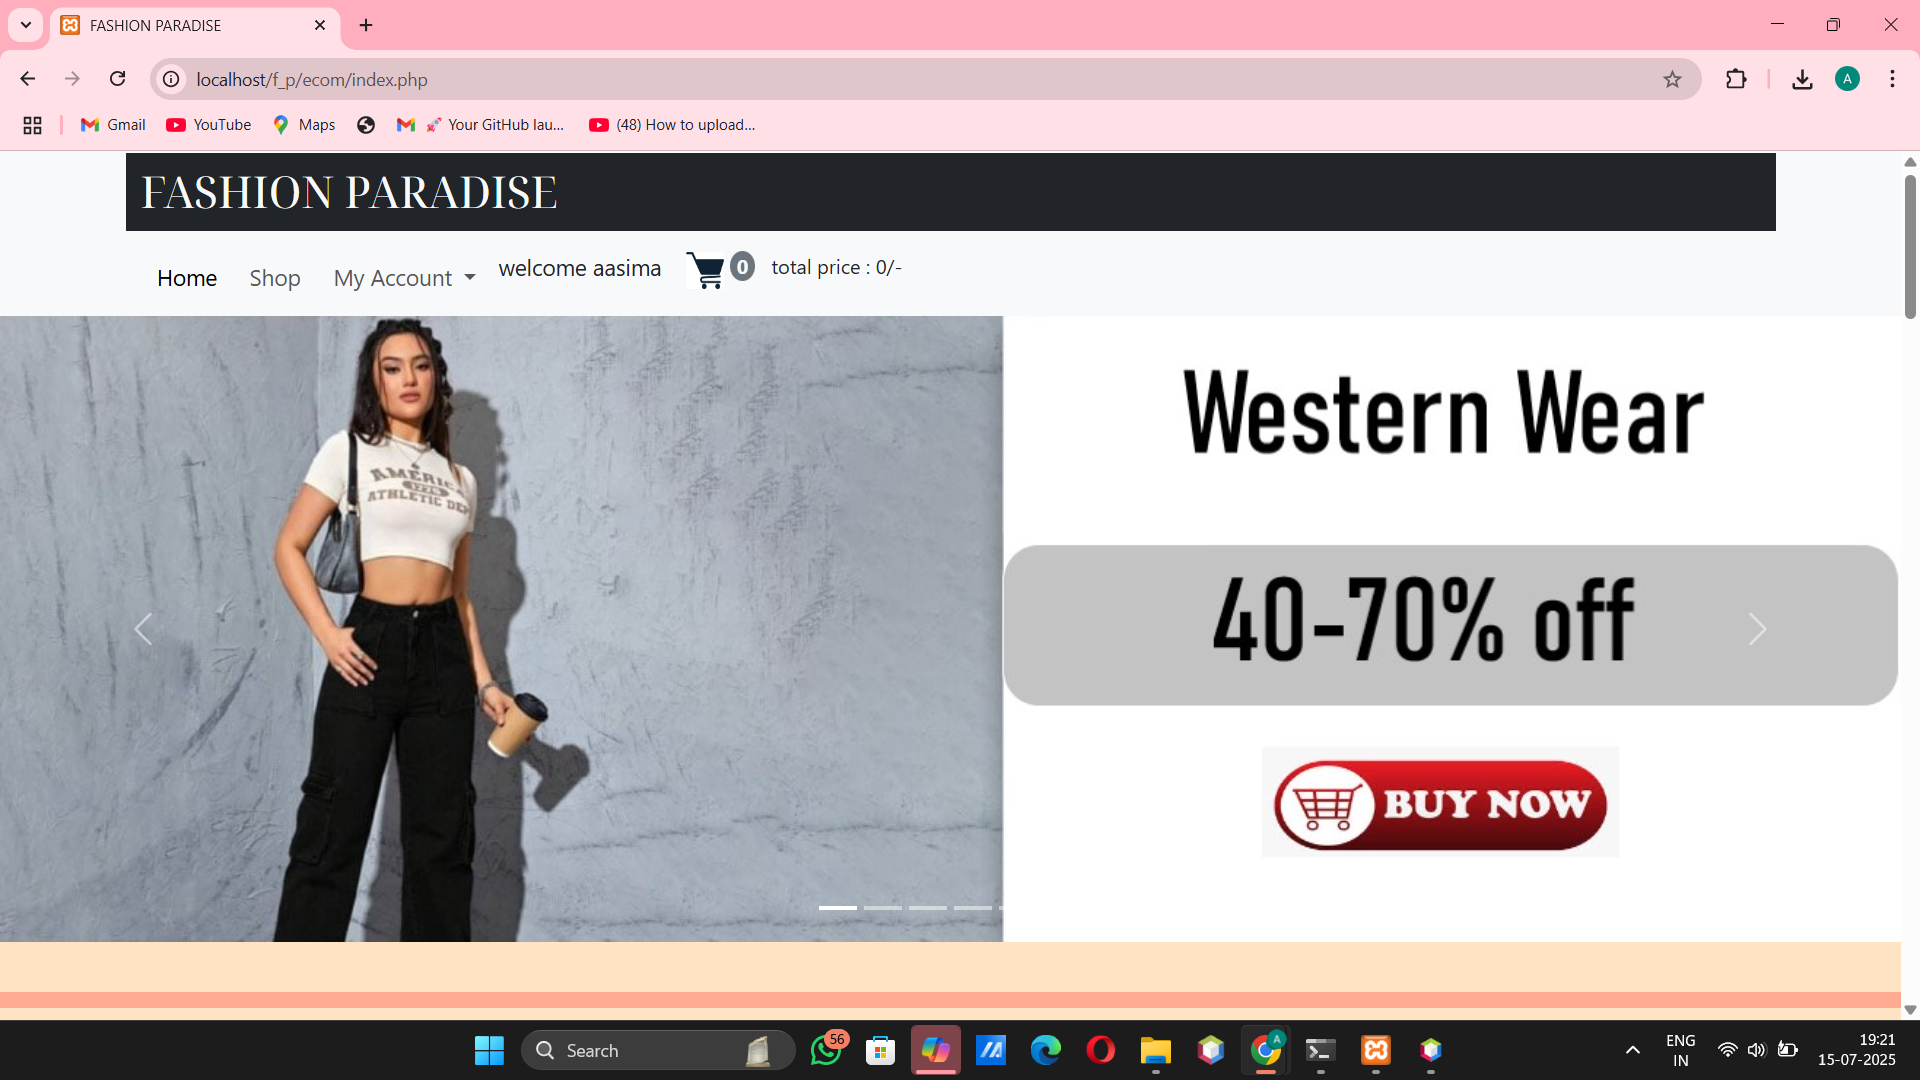 FASHION PARADISE
localhost/f_p/ecom/index.php
A
Gmail
YouTube
Maps
🚀 Your GitHub lau...
(48) How to upload...
FASHION PARADISE
Home
Shop
My Account
welcome aasima
0
total price : 0/-
AMERIC
1776
ATHLETIC DEP
Western Wear
40-70% off
BUY NOW
Search
56
A
ENG
IN
19:21
15-07-2025